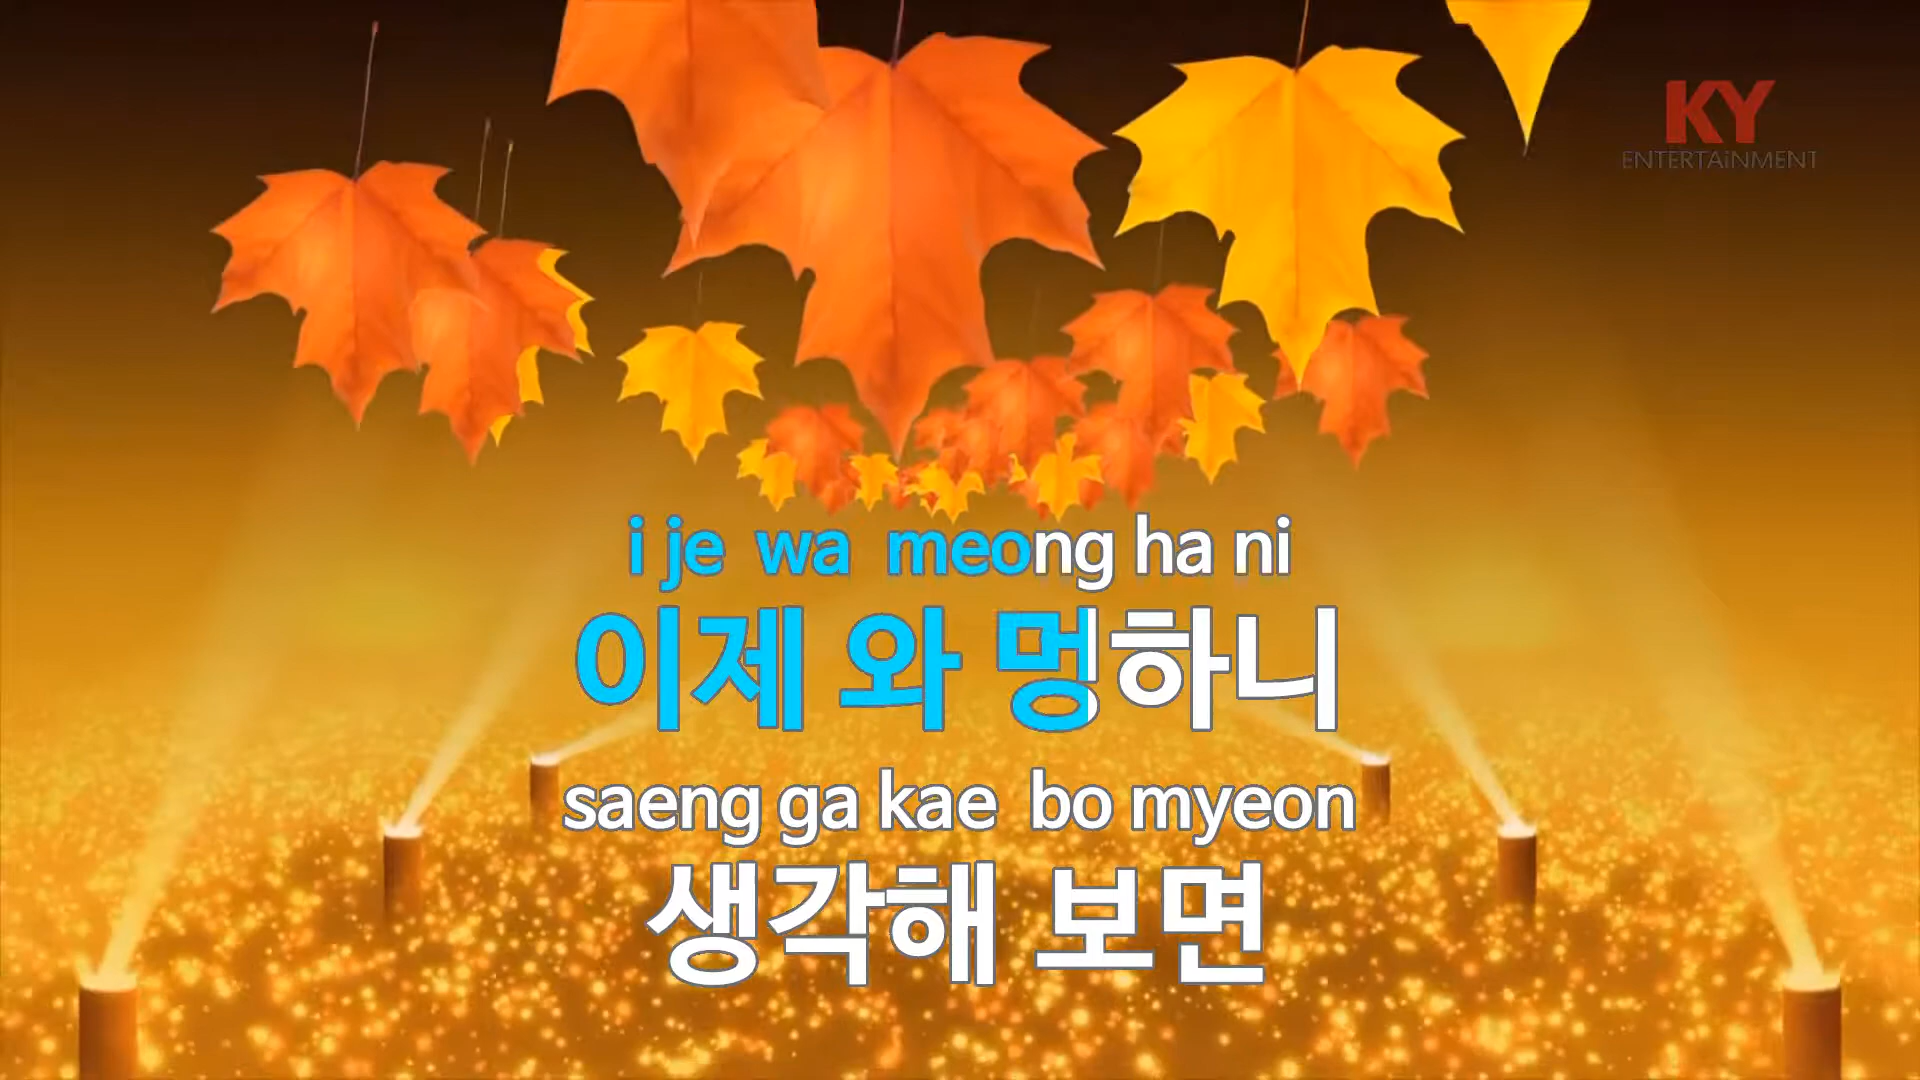 KY
ENTERTAiNMENT
i je wa meong ha ni
이제 와 멍하니
saeng ga kae bo myeon
생각해 보면